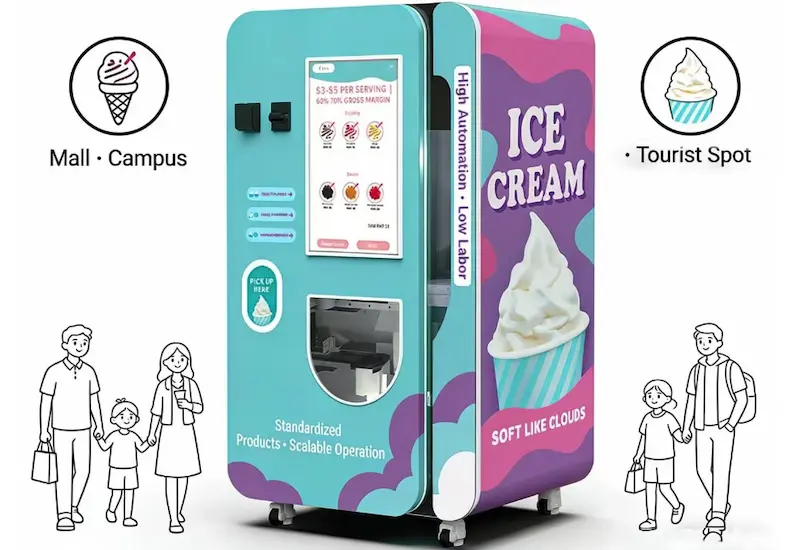 Mall · Campus
· Tourist Spot
$3-$5 PER SERVING |
60% 70% GROSS MARGIN
PICK UP
HERE
Standardized
Products · Scalable Operation
High Automation · Low Labor
ICE
CREAM
SOFT LIKE CLOUDS